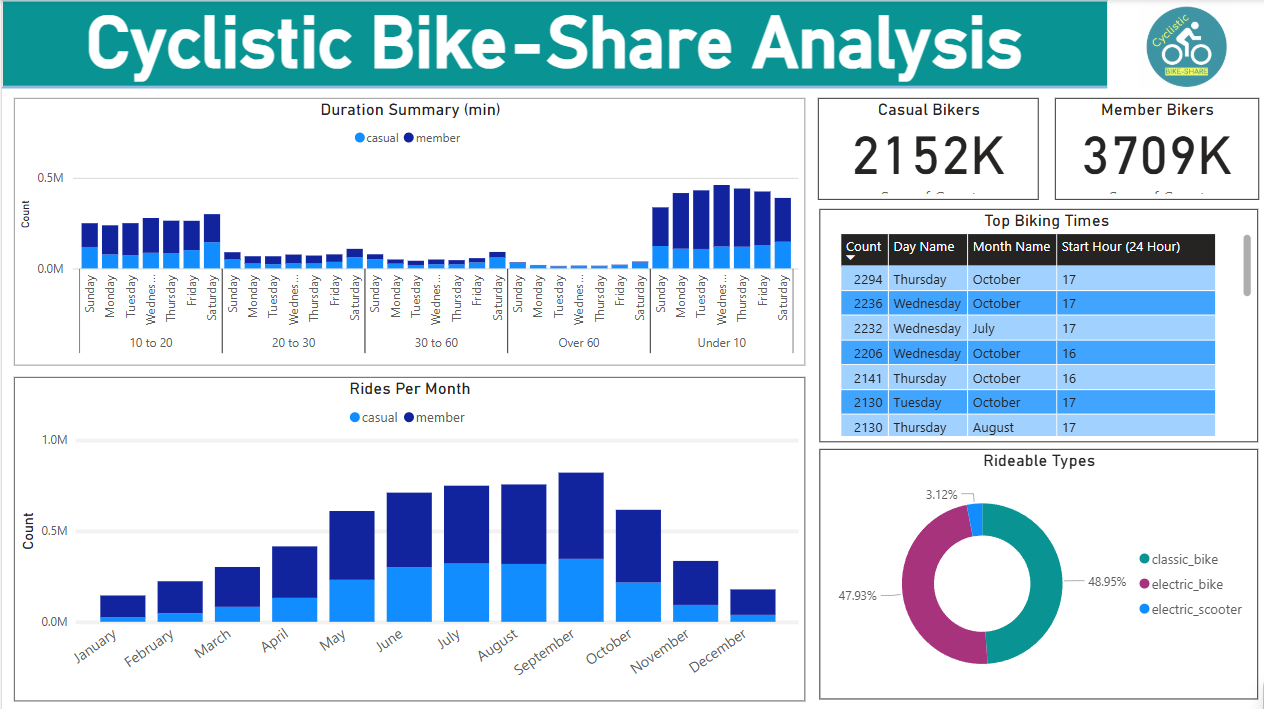 Cyclistic Bike-Share Analysis
Cyclistic
BIKE-SHARE
Duration Summary (min)
casual member
Count
0.5M
0.0M
Sunday Monday Tuesday Wednes... Thursday Friday Saturday Sunday Monday Tuesday Wednes... Thursday Friday Saturday Sunday Monday Tuesday Wednes... Thursday Friday Saturday Sunday Monday Tuesday Wednes... Thursday Friday Saturday Sunday Monday Tuesday Wednes... Thursday Friday Saturday
10 to 20 20 to 30 30 to 60 Over 60 Under 10
Casual Bikers
2152K
Member Bikers
3709K
Top Biking Times
Count Day Name Month Name Start Hour (24 Hour)
2294 Thursday October 17
2236 Wednesday October 17
2232 Wednesday July 17
2206 Wednesday October 16
2141 Thursday October 16
2130 Tuesday October 17
2130 Thursday August 17
Rides Per Month
casual member
Count
1.0M
0.5M
0.0M
January February March April May June July August September October November December
Rideable Types
3.12%
47.93%
48.95%
classic_bike
electric_bike
electric_scooter